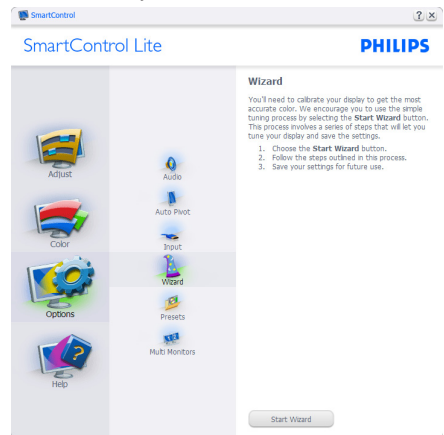 SmartControl
SmartControl Lite
PHILIPS
Adjust
Color
Options
Help
Audio
Auto Pivot
Input
Wizard
Presets
Multi Monitors
Wizard
You'll need to calibrate your display to get the most
accurate color. We encourage you to use the simple
tuning process by selecting the Start Wizard button.
This process involves a series of steps that will let you
tune your display and save the settings.
1. Choose the Start Wizard button.
2. Follow the steps outlined in this process.
3. Save your settings for future use.
Start Wizard